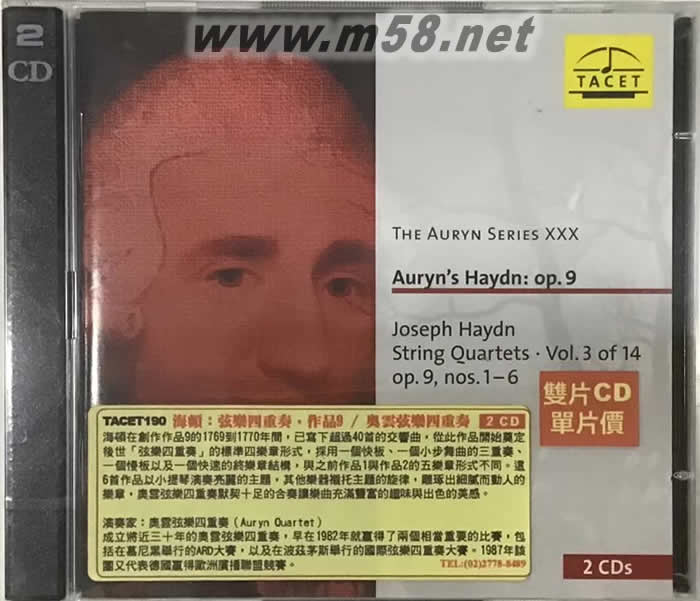 2
CD
www.m58.net
TACET
THE AURYN SERIES XXX
Auryn's Haydn: op. 9
Joseph Haydn
String Quartets · Vol. 3 of 14
op. 9, nos. 1–6
雙片CD
單片價
TACET190 海頓：弦樂四重奏，作品9 / 奧雲弦樂四重奏 2 CD
海頓在創作作品9的1769到1770年間，已寫下超過40首的交響曲，從此作品開始奠定
後世「弦樂四重奏」的標準四樂章形式，採用一個快板、一個小步舞曲的三重奏、
一個慢板以及一個快速的終樂章結構，與之前作品1與作品2的五樂章形式不同。這
6首作品以小提琴演奏亮麗的主題，其他樂器襯托主題的旋律，雕琢出細膩而動人的
樂章，奧雲弦樂四重奏默契十足的合奏讓樂曲充滿豐富的趣味與出色的美感。
演奏家：奧雲弦樂四重奏(Auryn Quartet)
成立將近三十年的奧雲弦樂四重奏，早在1982年就贏得了兩個相當重要的比賽，包
括在慕尼黑舉行的ARD大賽，以及在波茲茅斯舉行的國際弦樂四重奏大賽。1987年該
團又代表德國贏得歐洲廣播聯盟競賽。 TEL:(02)2778-8489
2 CDs